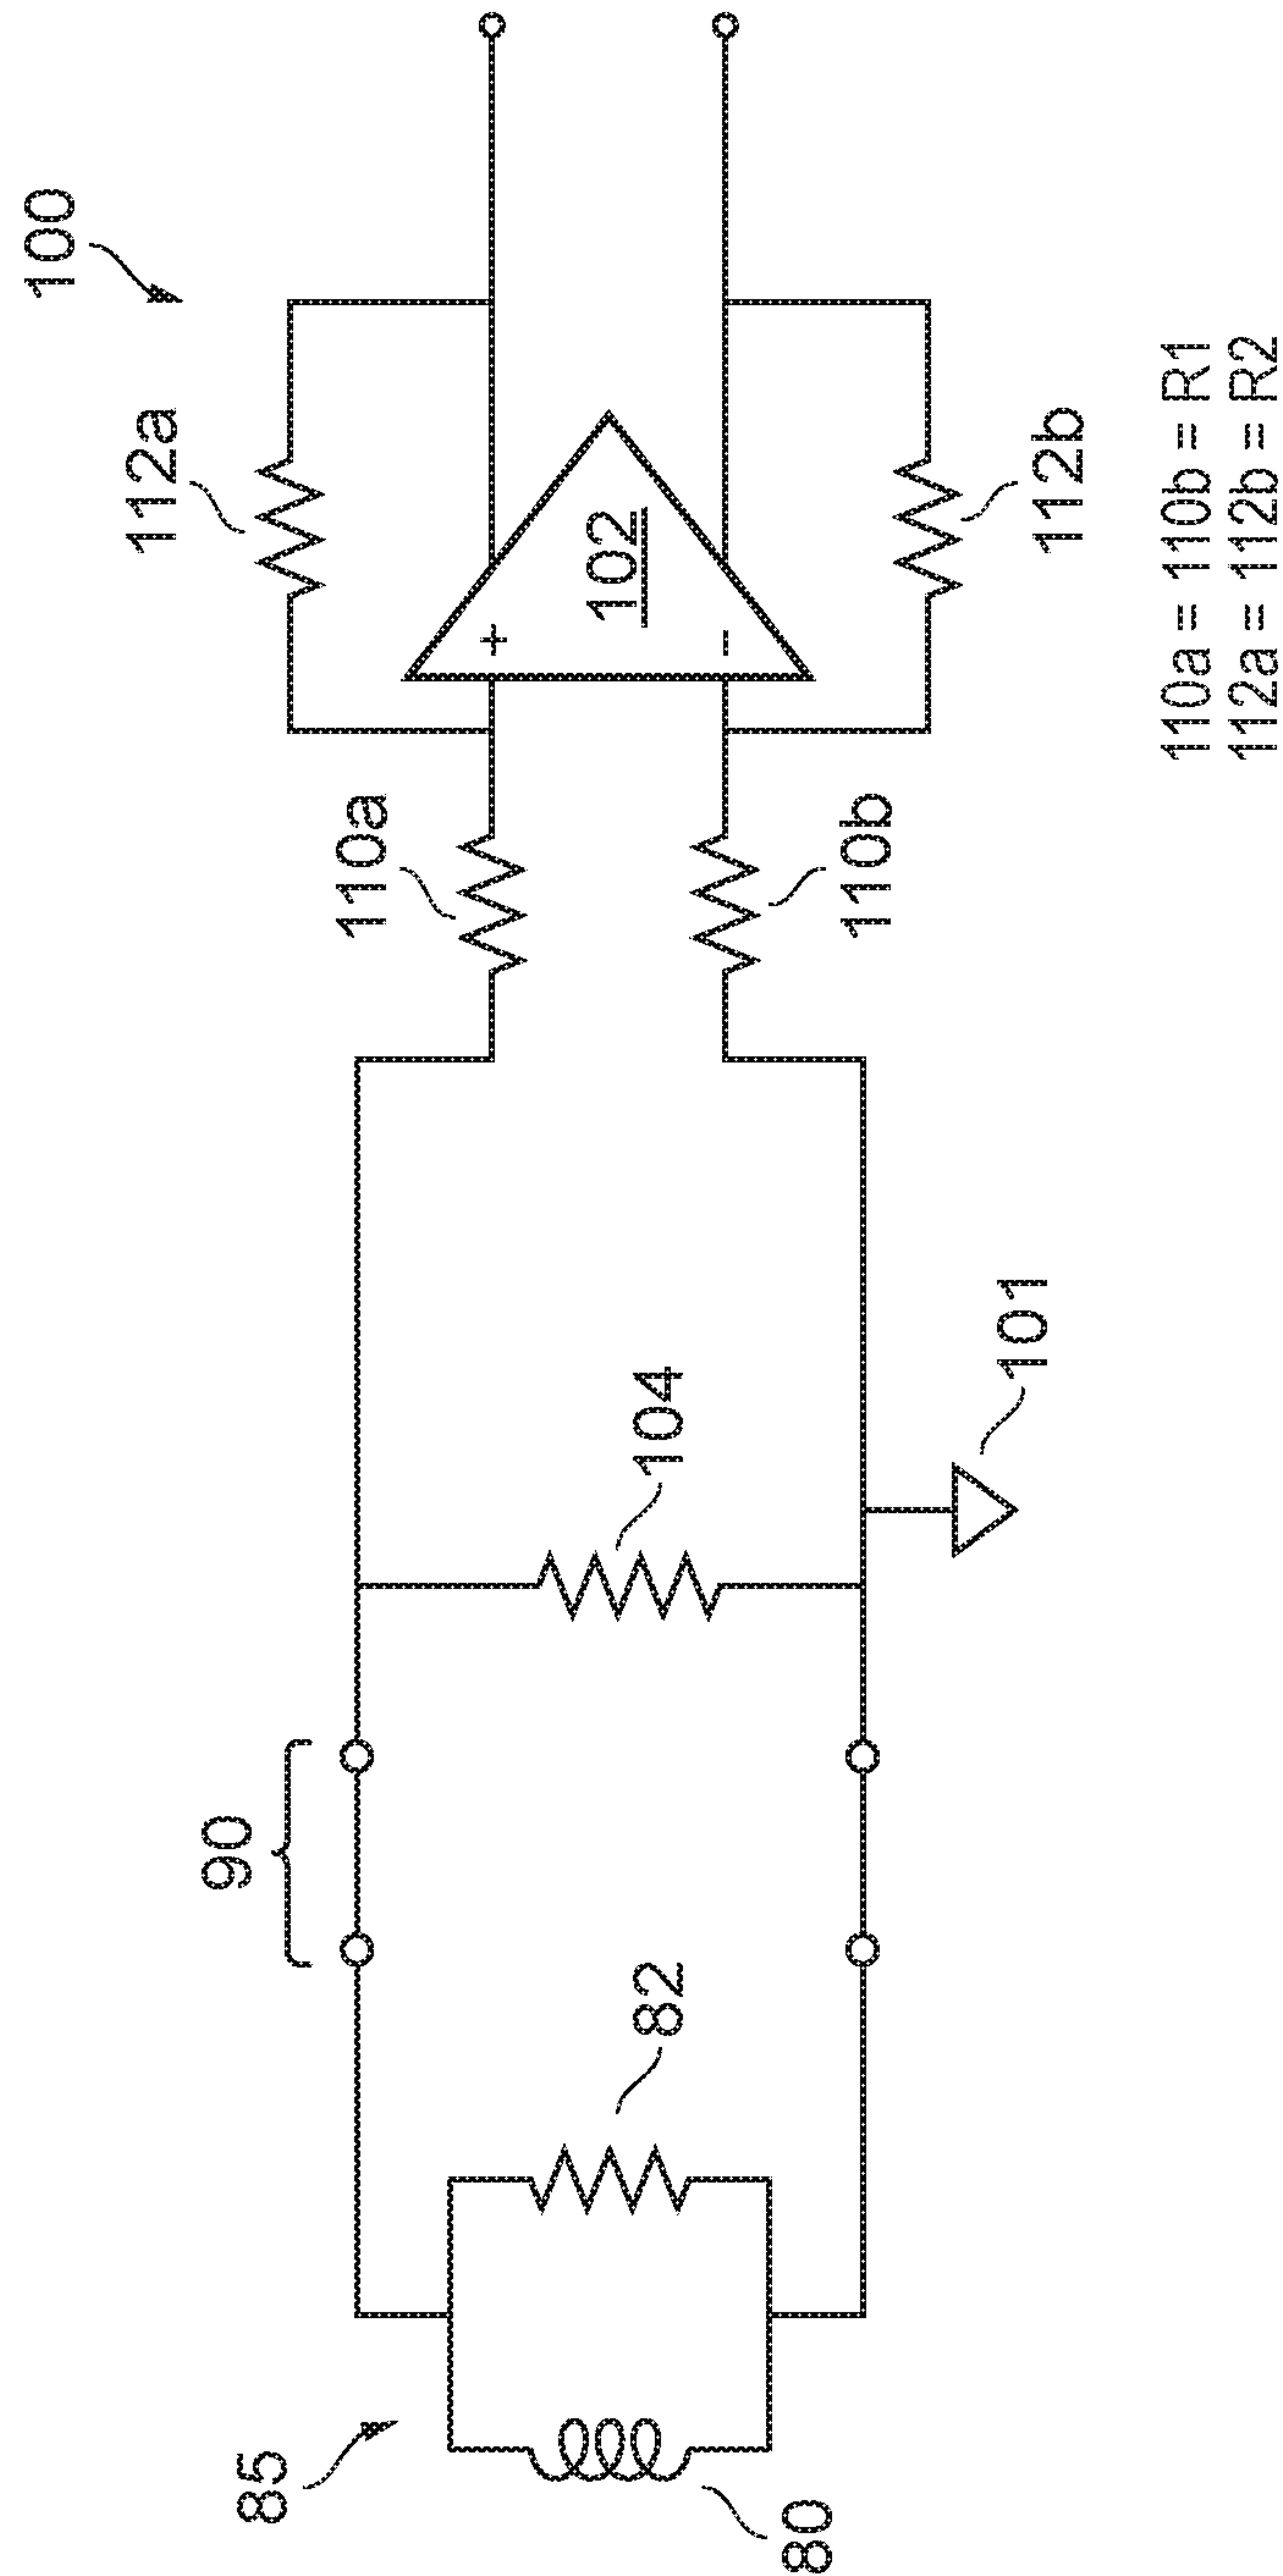 100
112a
110a
90
85
+
102
−
104
82
80
110b
112b
101
110a = 110b = R1
112a = 112b = R2